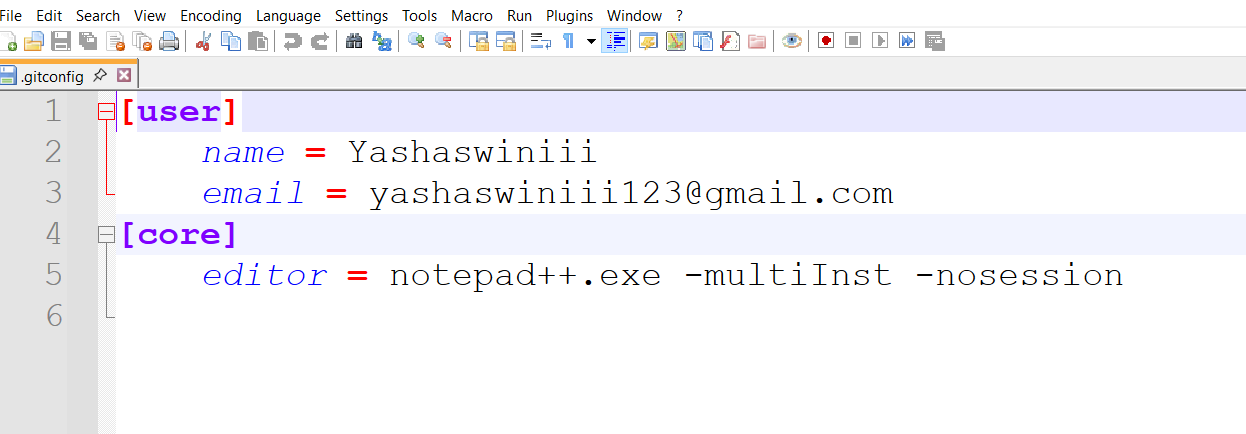 File Edit Search View Encoding Language Settings Tools Macro Run Plugins Window ?
.gitconfig
1 [user]
2 name = Yashaswiniii
3 email = yashaswiniii123@gmail.com
4 [core]
5 editor = notepad++.exe -multiInst -nosession
6